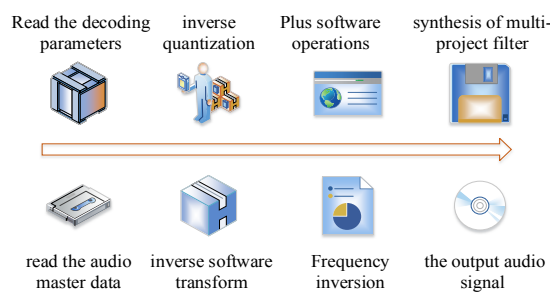 Read the decoding
parameters
inverse
quantization
Plus software
operations
synthesis of multi-
project filter
read the audio
master data
inverse software
transform
Frequency
inversion
the output audio
signal